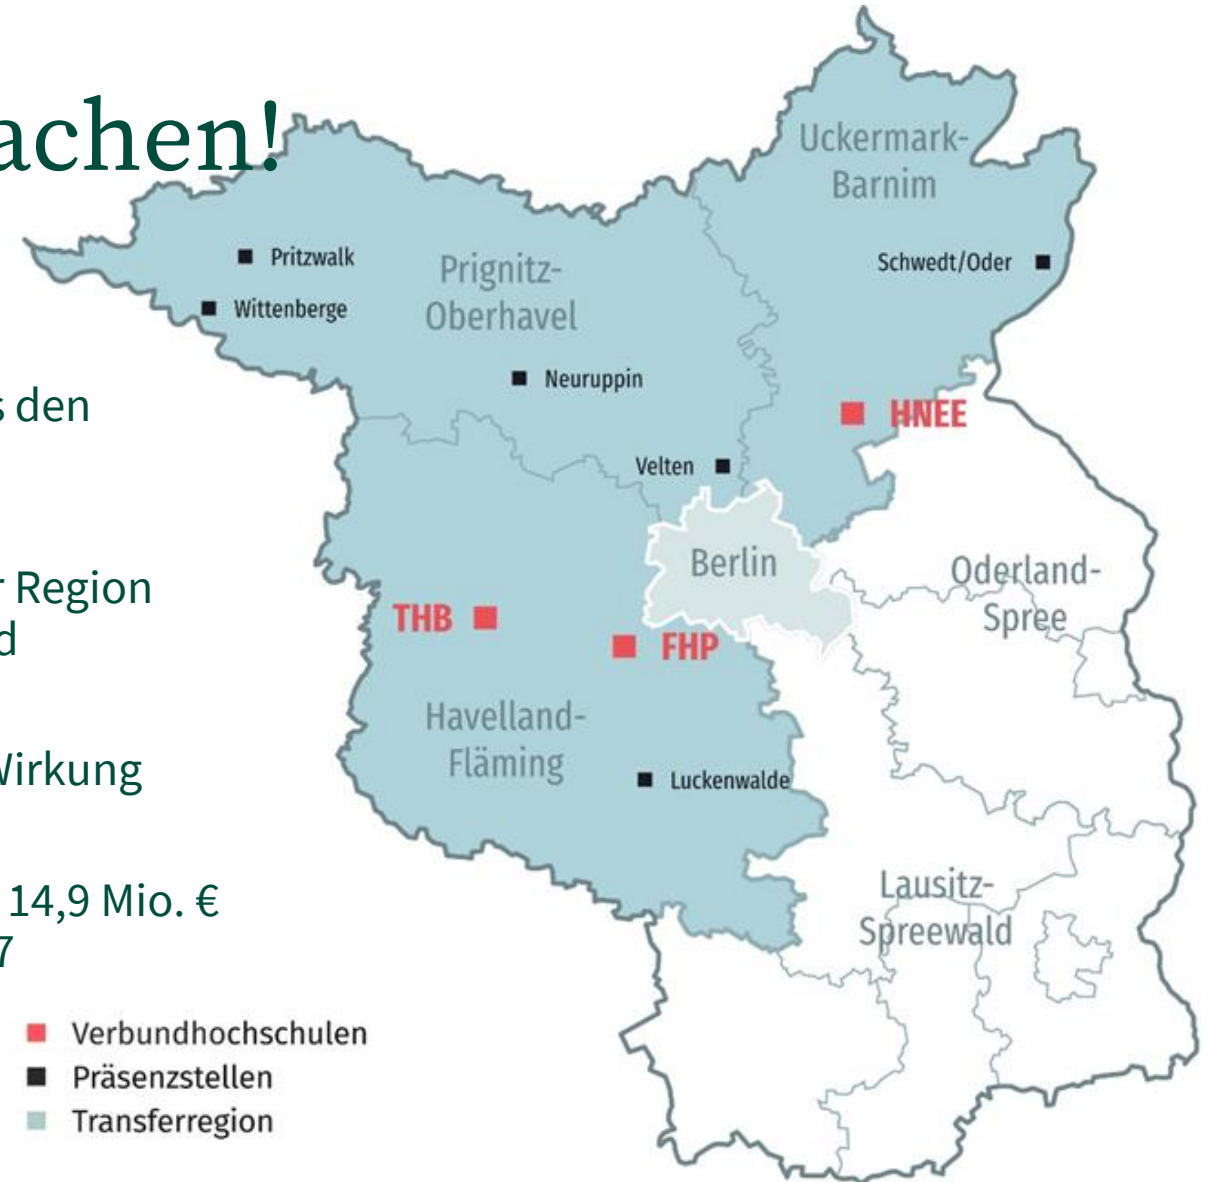 achen!
s den
r Region
d
Wirkung
14,9 Mio. €
7
Uckermark-
Barnim
Pritzwalk
Prignitz-
Oberhavel
Schwedt/Oder
Wittenberge
Neuruppin
HNEE
Velten
Berlin
Oderland-
Spree
THB
FHP
Havelland-
Fläming
Luckenwalde
Lausitz-
Spreewald
Verbundhochschulen
Präsenzstellen
Transferregion